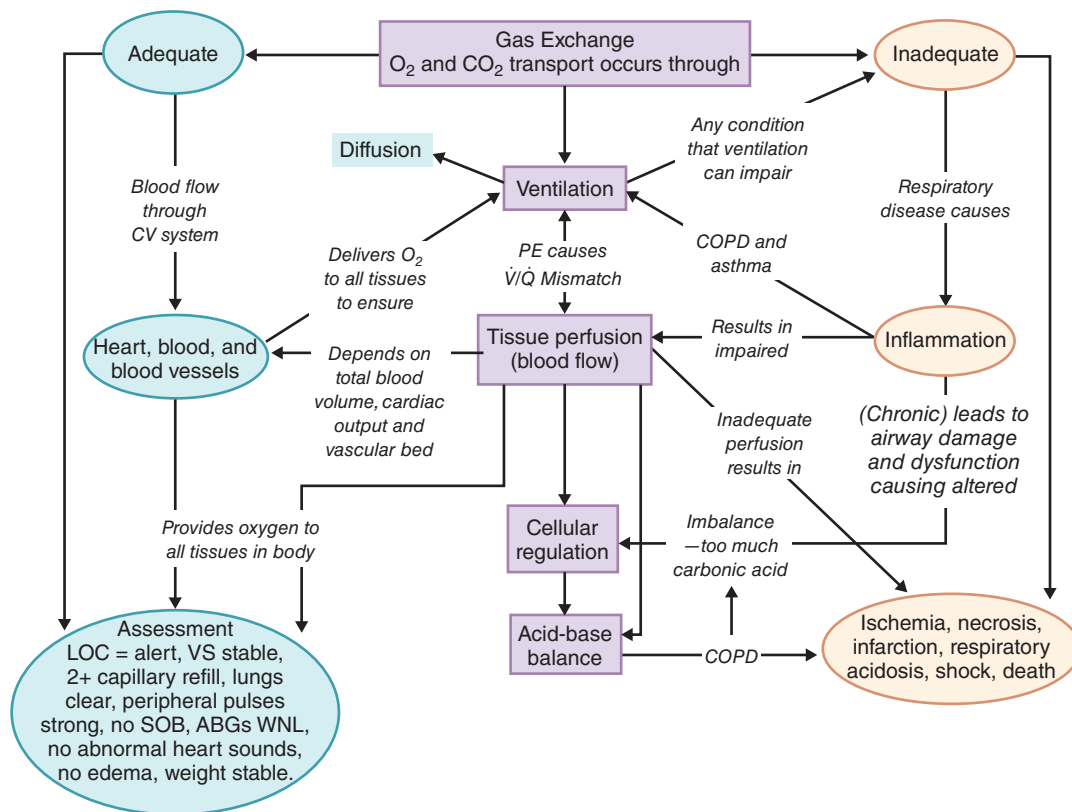 Adequate
Gas Exchange
O₂ and CO₂ transport occurs through
Inadequate
Any condition
that ventilation
can impair
Diffusion
Ventilation
Blood flow
through
CV system
Respiratory
disease causes
Delivers O₂
to all tissues
to ensure
PE causes
V̇/Q̇ Mismatch
COPD and
asthma
Heart, blood, and
blood vessels
Depends on
total blood
volume, cardiac
output and
vascular bed
Tissue perfusion
(blood flow)
Results in
impaired
Inflammation
Inadequate
perfusion
results in
(Chronic) leads to
airway damage
and dysfunction
causing altered
Provides oxygen to
all tissues in body
Cellular
regulation
Imbalance
—too much
carbonic acid
Assessment
LOC = alert, VS stable,
2+ capillary refill, lungs
clear, peripheral pulses
strong, no SOB, ABGs WNL,
no abnormal heart sounds,
no edema, weight stable.
Acid-base
balance
COPD
Ischemia, necrosis,
infarction, respiratory
acidosis, shock, death